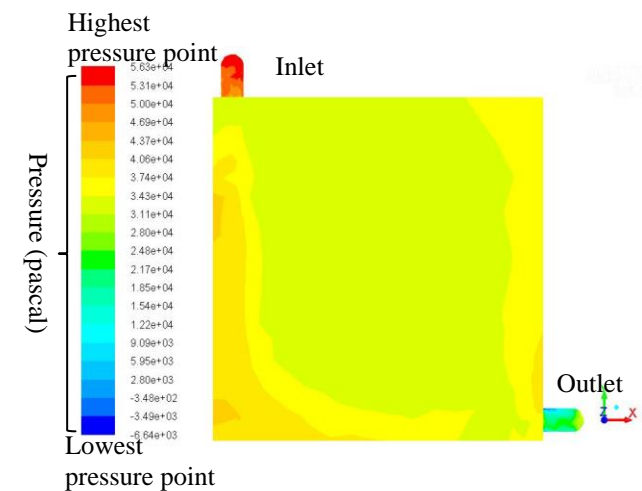 Highest
pressure point
Inlet
5.63e+04
5.31e+04
5.00e+04
4.69e+04
4.37e+04
4.06e+04
3.74e+04
3.43e+04
3.11e+04
2.80e+04
2.48e+04
2.17e+04
1.85e+04
1.54e+04
1.22e+04
9.09e+03
5.95e+03
2.80e+03
-3.48e+02
-3.49e+03
-6.64e+03
Pressure (pascal)
Outlet
Z
X
Lowest
pressure point